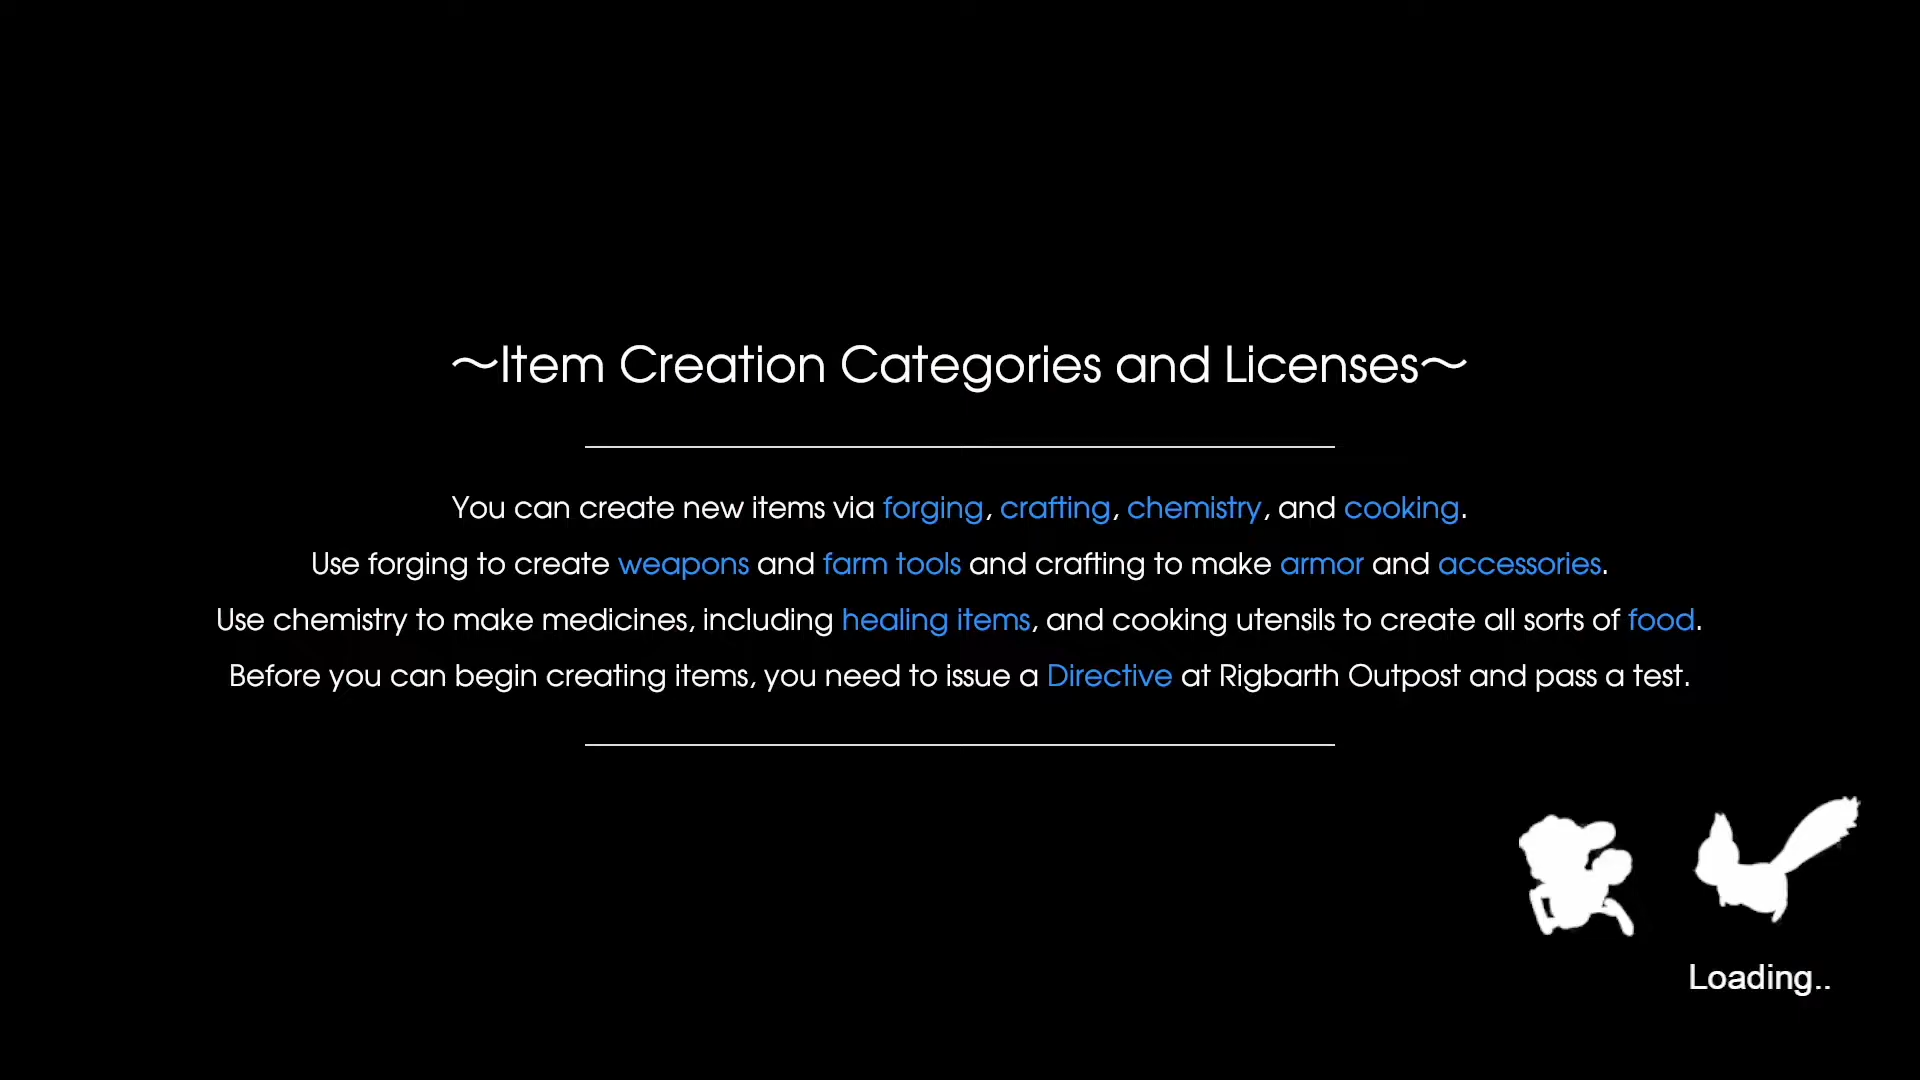 ～Item Creation Categories and Licenses～
You can create new items via forging, crafting, chemistry, and cooking.
Use forging to create weapons and farm tools and crafting to make armor and accessories.
Use chemistry to make medicines, including healing items, and cooking utensils to create all sorts of food.
Before you can begin creating items, you need to issue a Directive at Rigbarth Outpost and pass a test.
Loading..